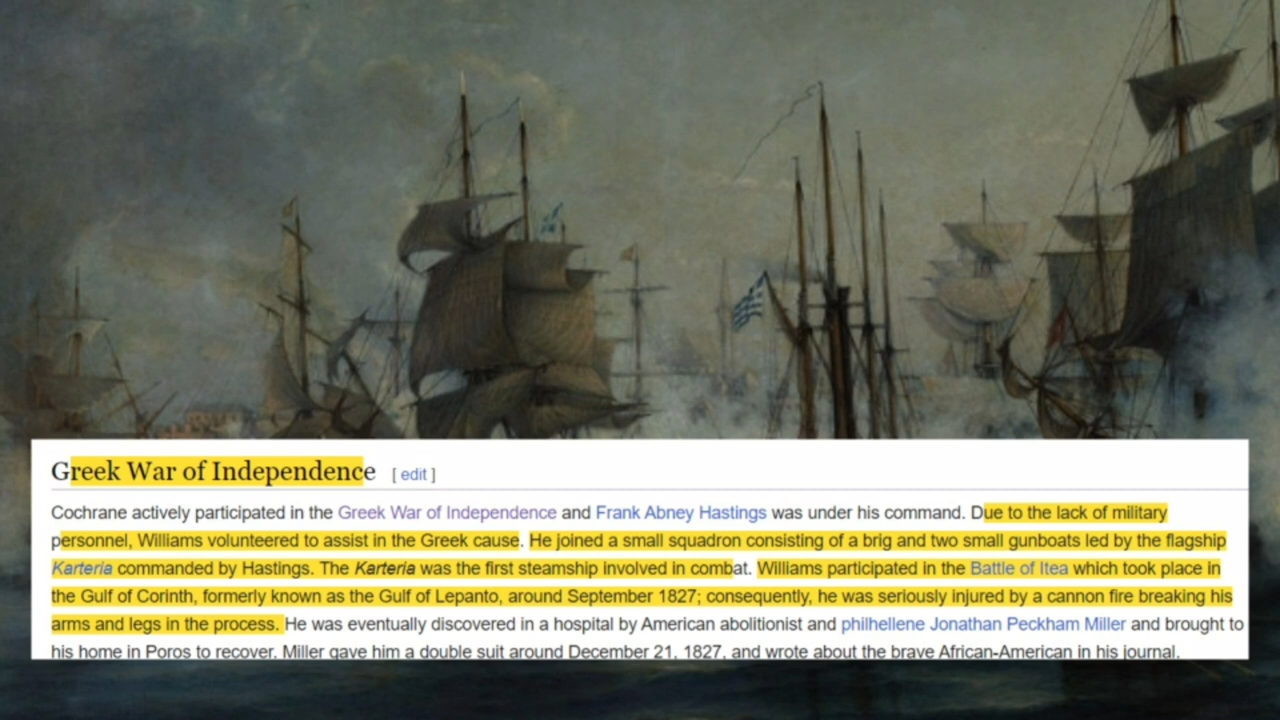 Greek War of Independence [ edit ]
Cochrane actively participated in the Greek War of Independence and Frank Abney Hastings was under his command. Due to the lack of military
personnel, Williams volunteered to assist in the Greek cause. He joined a small squadron consisting of a brig and two small gunboats led by the flagship
Karteria commanded by Hastings. The Karteria was the first steamship involved in combat. Williams participated in the Battle of Itea which took place in
the Gulf of Corinth, formerly known as the Gulf of Lepanto, around September 1827; consequently, he was seriously injured by a cannon fire breaking his
arms and legs in the process. He was eventually discovered in a hospital by American abolitionist and philhellene Jonathan Peckham Miller and brought to
his home in Poros to recover. Miller gave him a double suit around December 21, 1827, and wrote about the brave African-American in his journal.